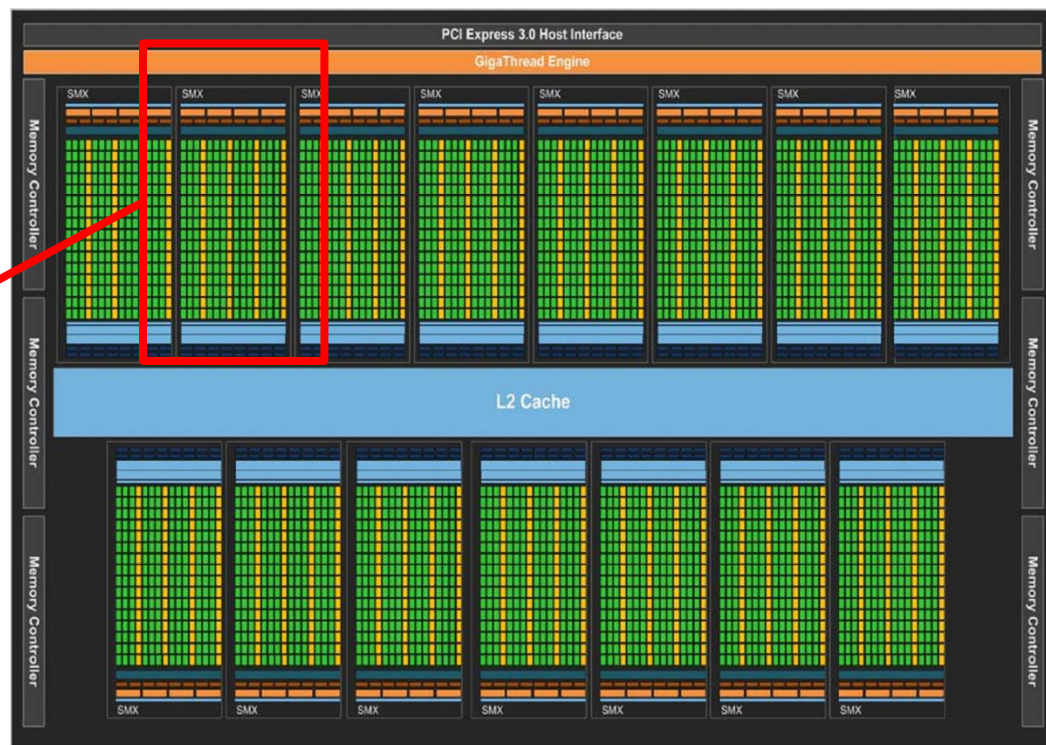 PCI Express 3.0 Host Interface
GigaThread Engine
SMX SMX SMX SMX SMX SMX SMX SMX
Memory Controller
Memory Controller
Memory Controller
L2 Cache
Memory Controller
Memory Controller
Memory Controller
SMX SMX SMX SMX SMX SMX SMX